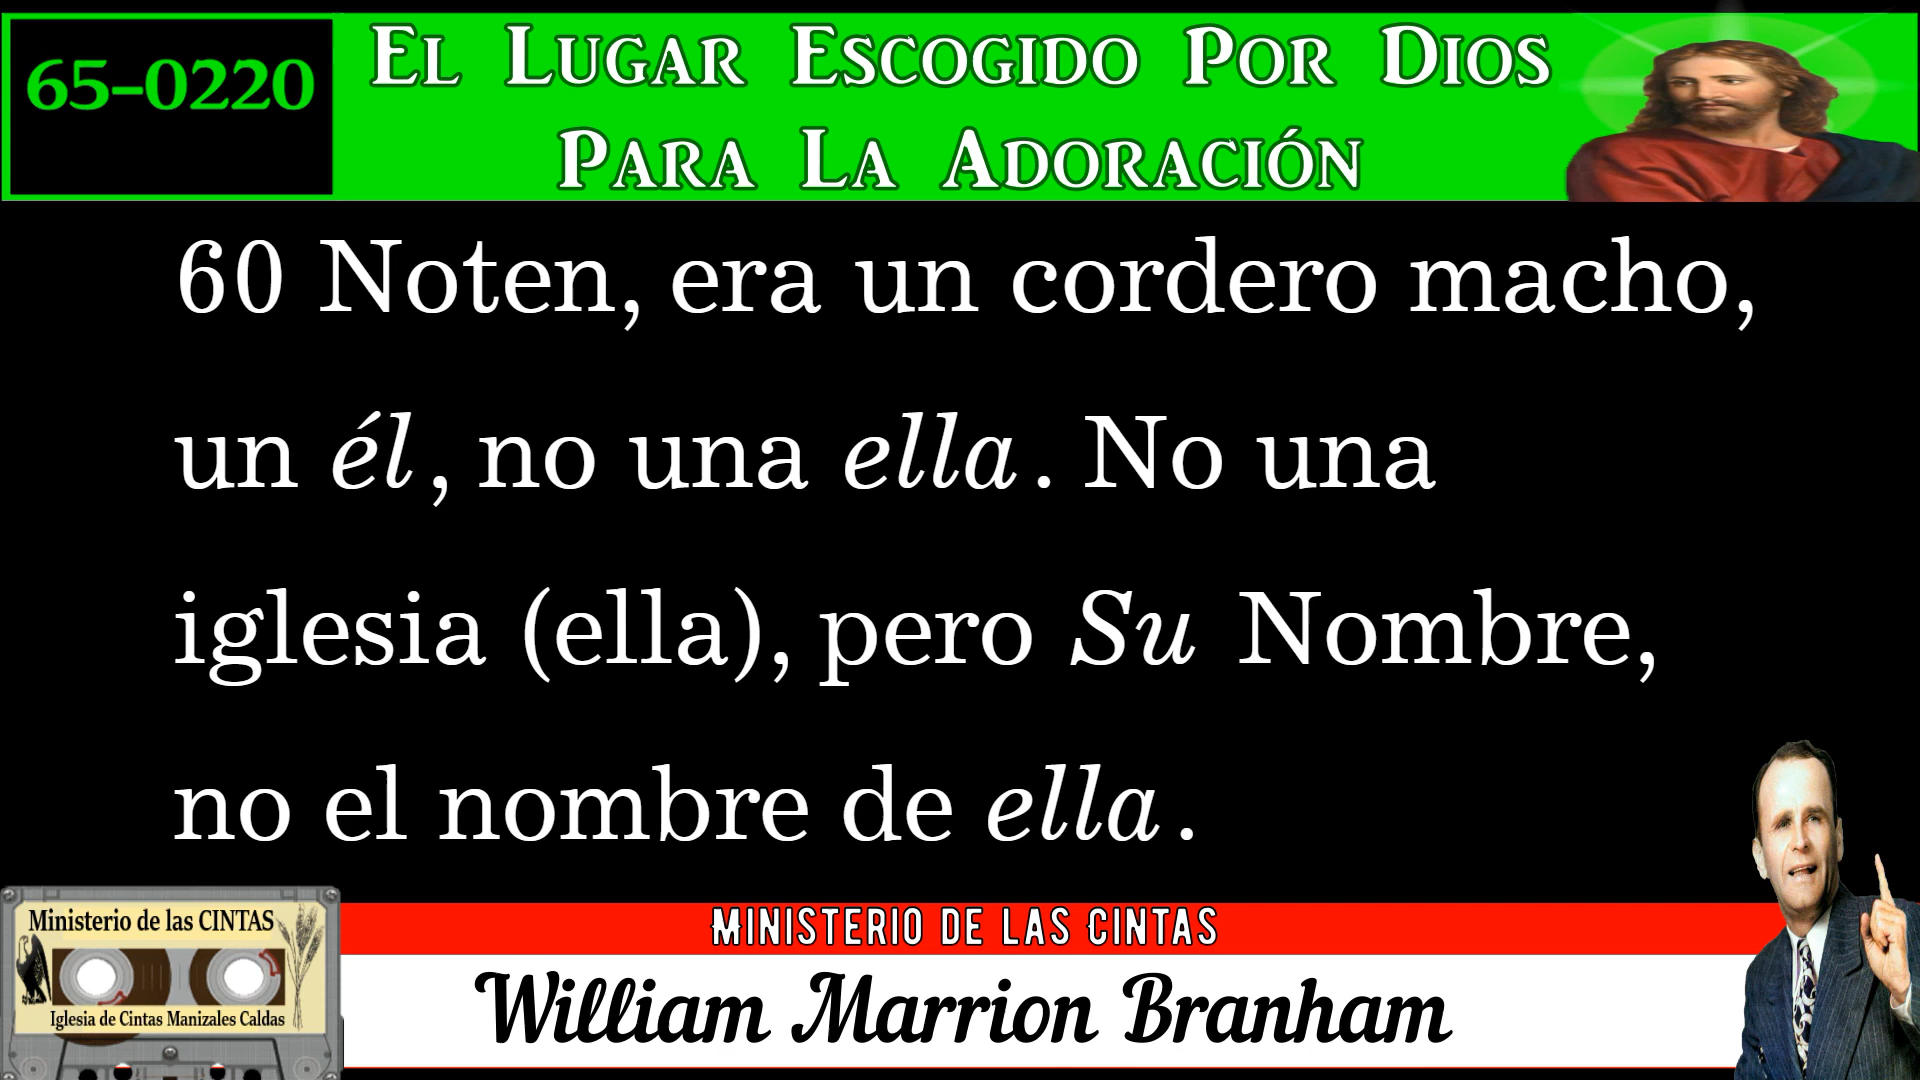 65-0220
El Lugar Escogido Por Dios
Para La Adoración
60 Noten, era un cordero macho,
un él, no una ella. No una
iglesia (ella), pero Su Nombre,
no el nombre de ella.
Ministerio de las CINTAS
Iglesia de Cintas Manizales Caldas
MINISTERIO DE LAS CINTAS
William Marrion Branham